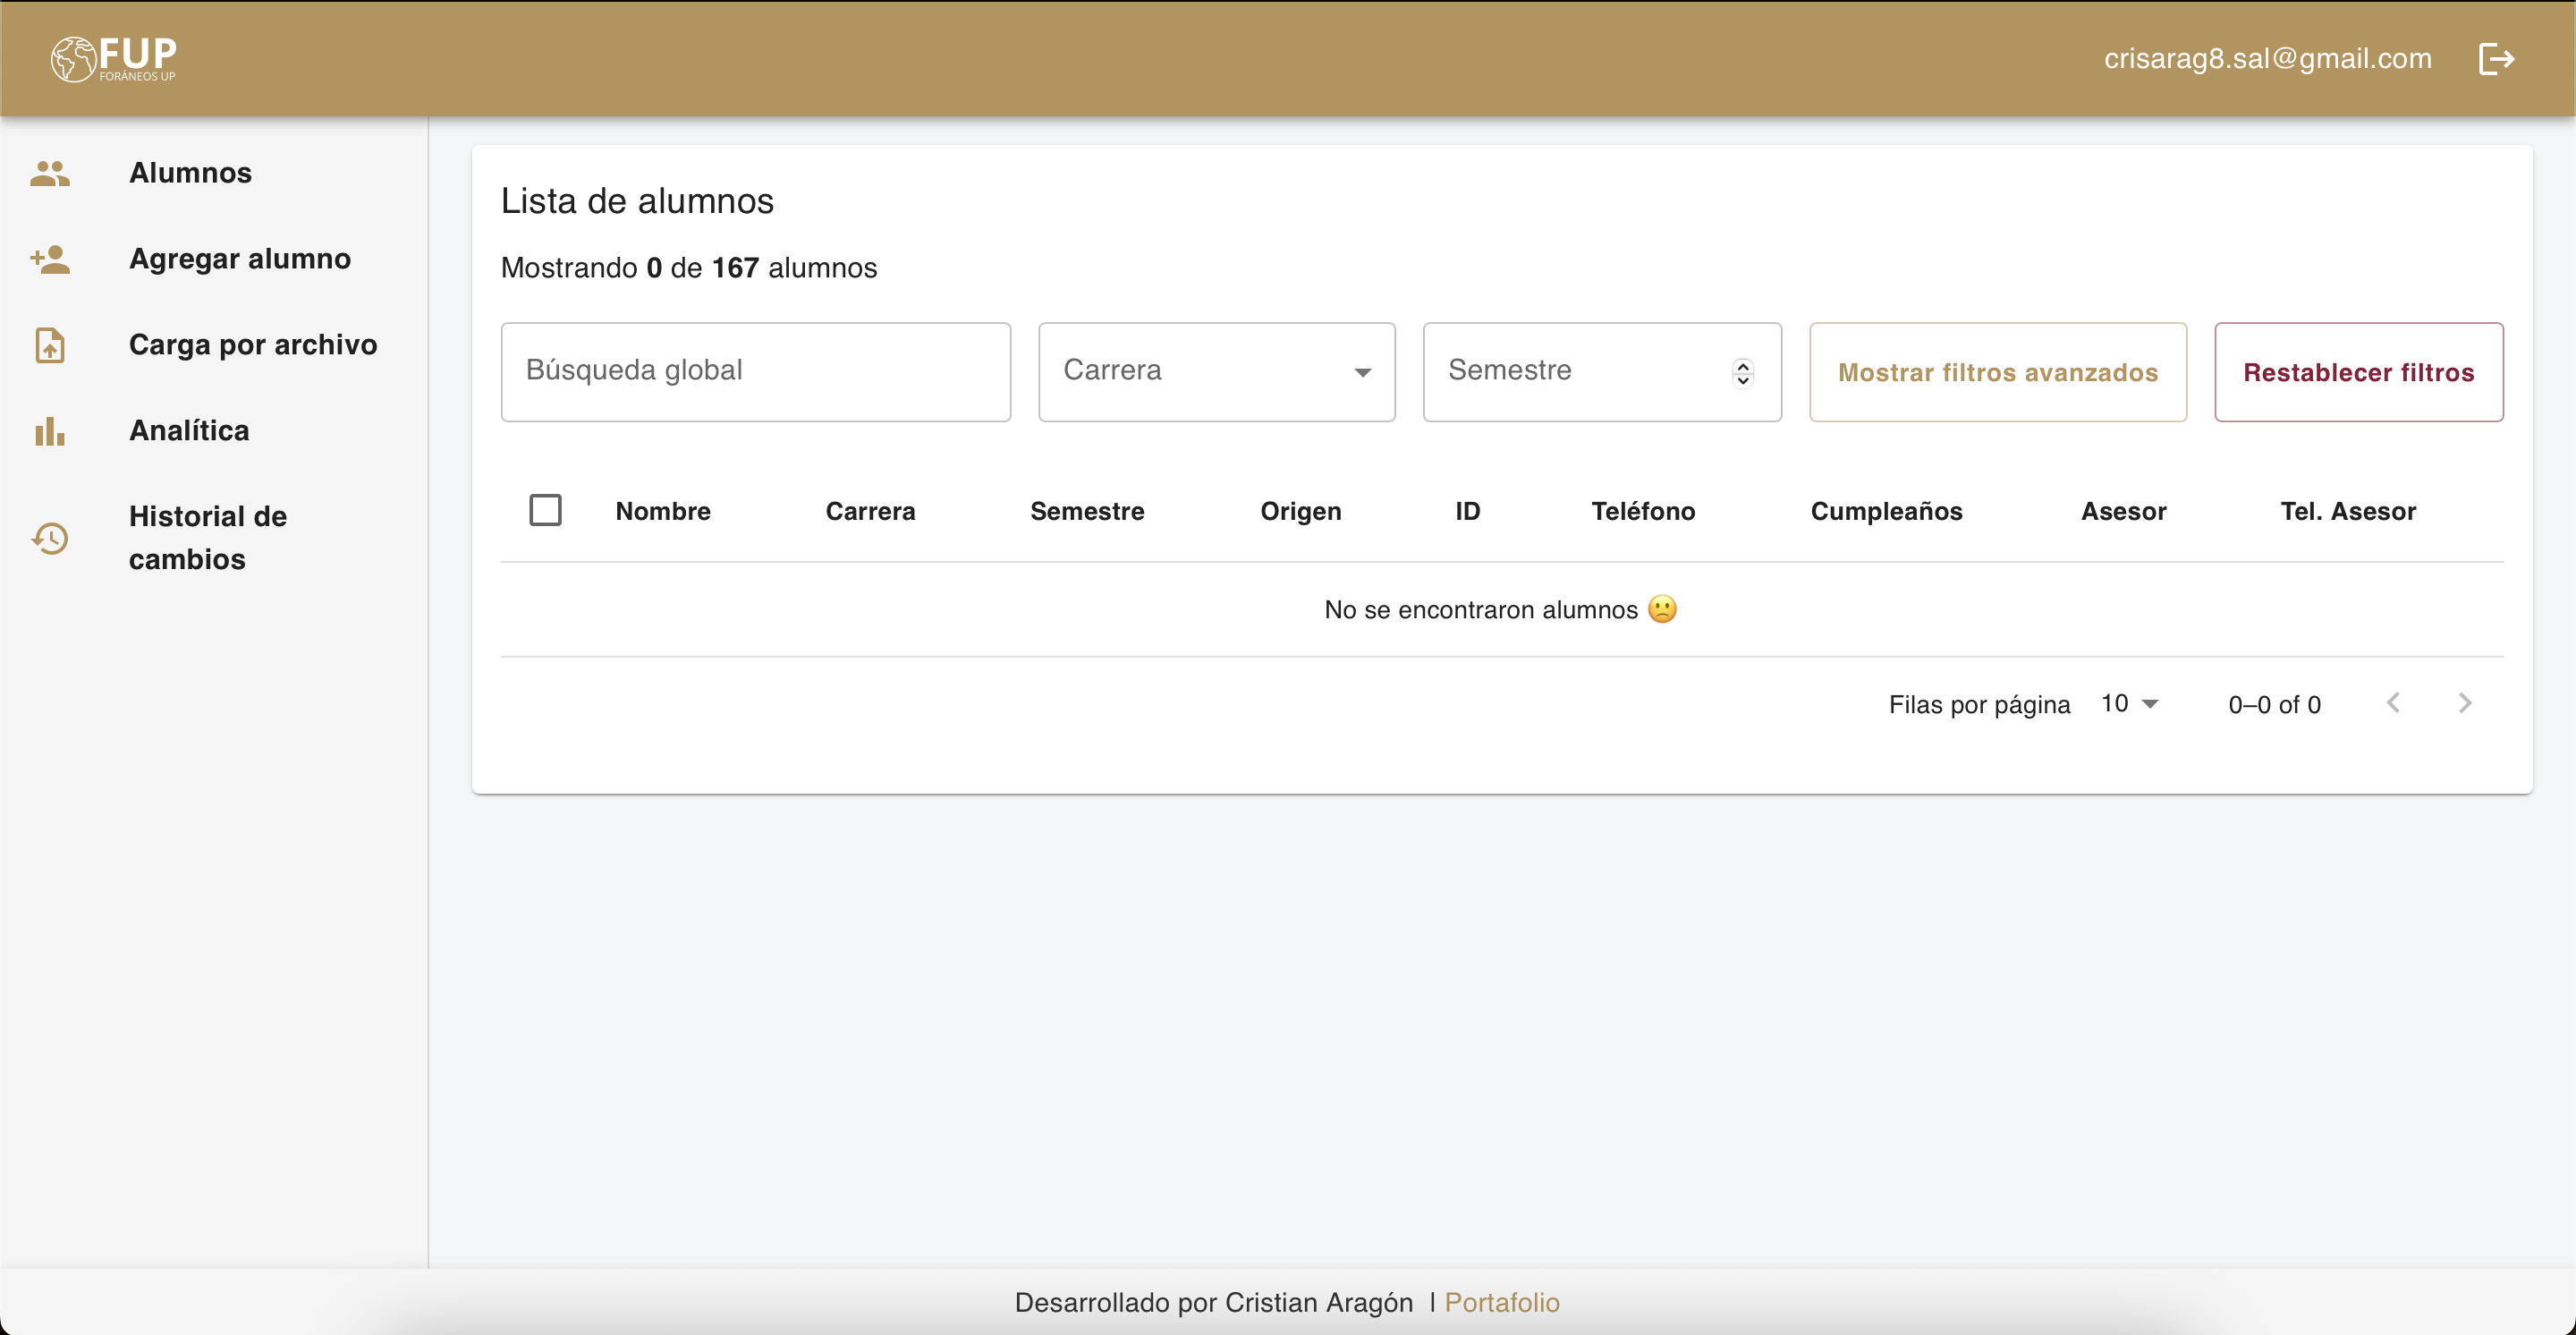 FUP
FORÁNEOS UP
crisarag8.sal@gmail.com
Alumnos
Agregar alumno
Carga por archivo
Analítica
Historial de
cambios
Lista de alumnos
Mostrando 0 de 167 alumnos
Búsqueda global
Carrera
Semestre
Mostrar filtros avanzados
Restablecer filtros
Nombre Carrera Semestre Origen ID Teléfono Cumpleaños Asesor Tel. Asesor
No se encontraron alumnos 🙁
Filas por página 10 0–0 of 0
Desarrollado por Cristian Aragón | Portafolio